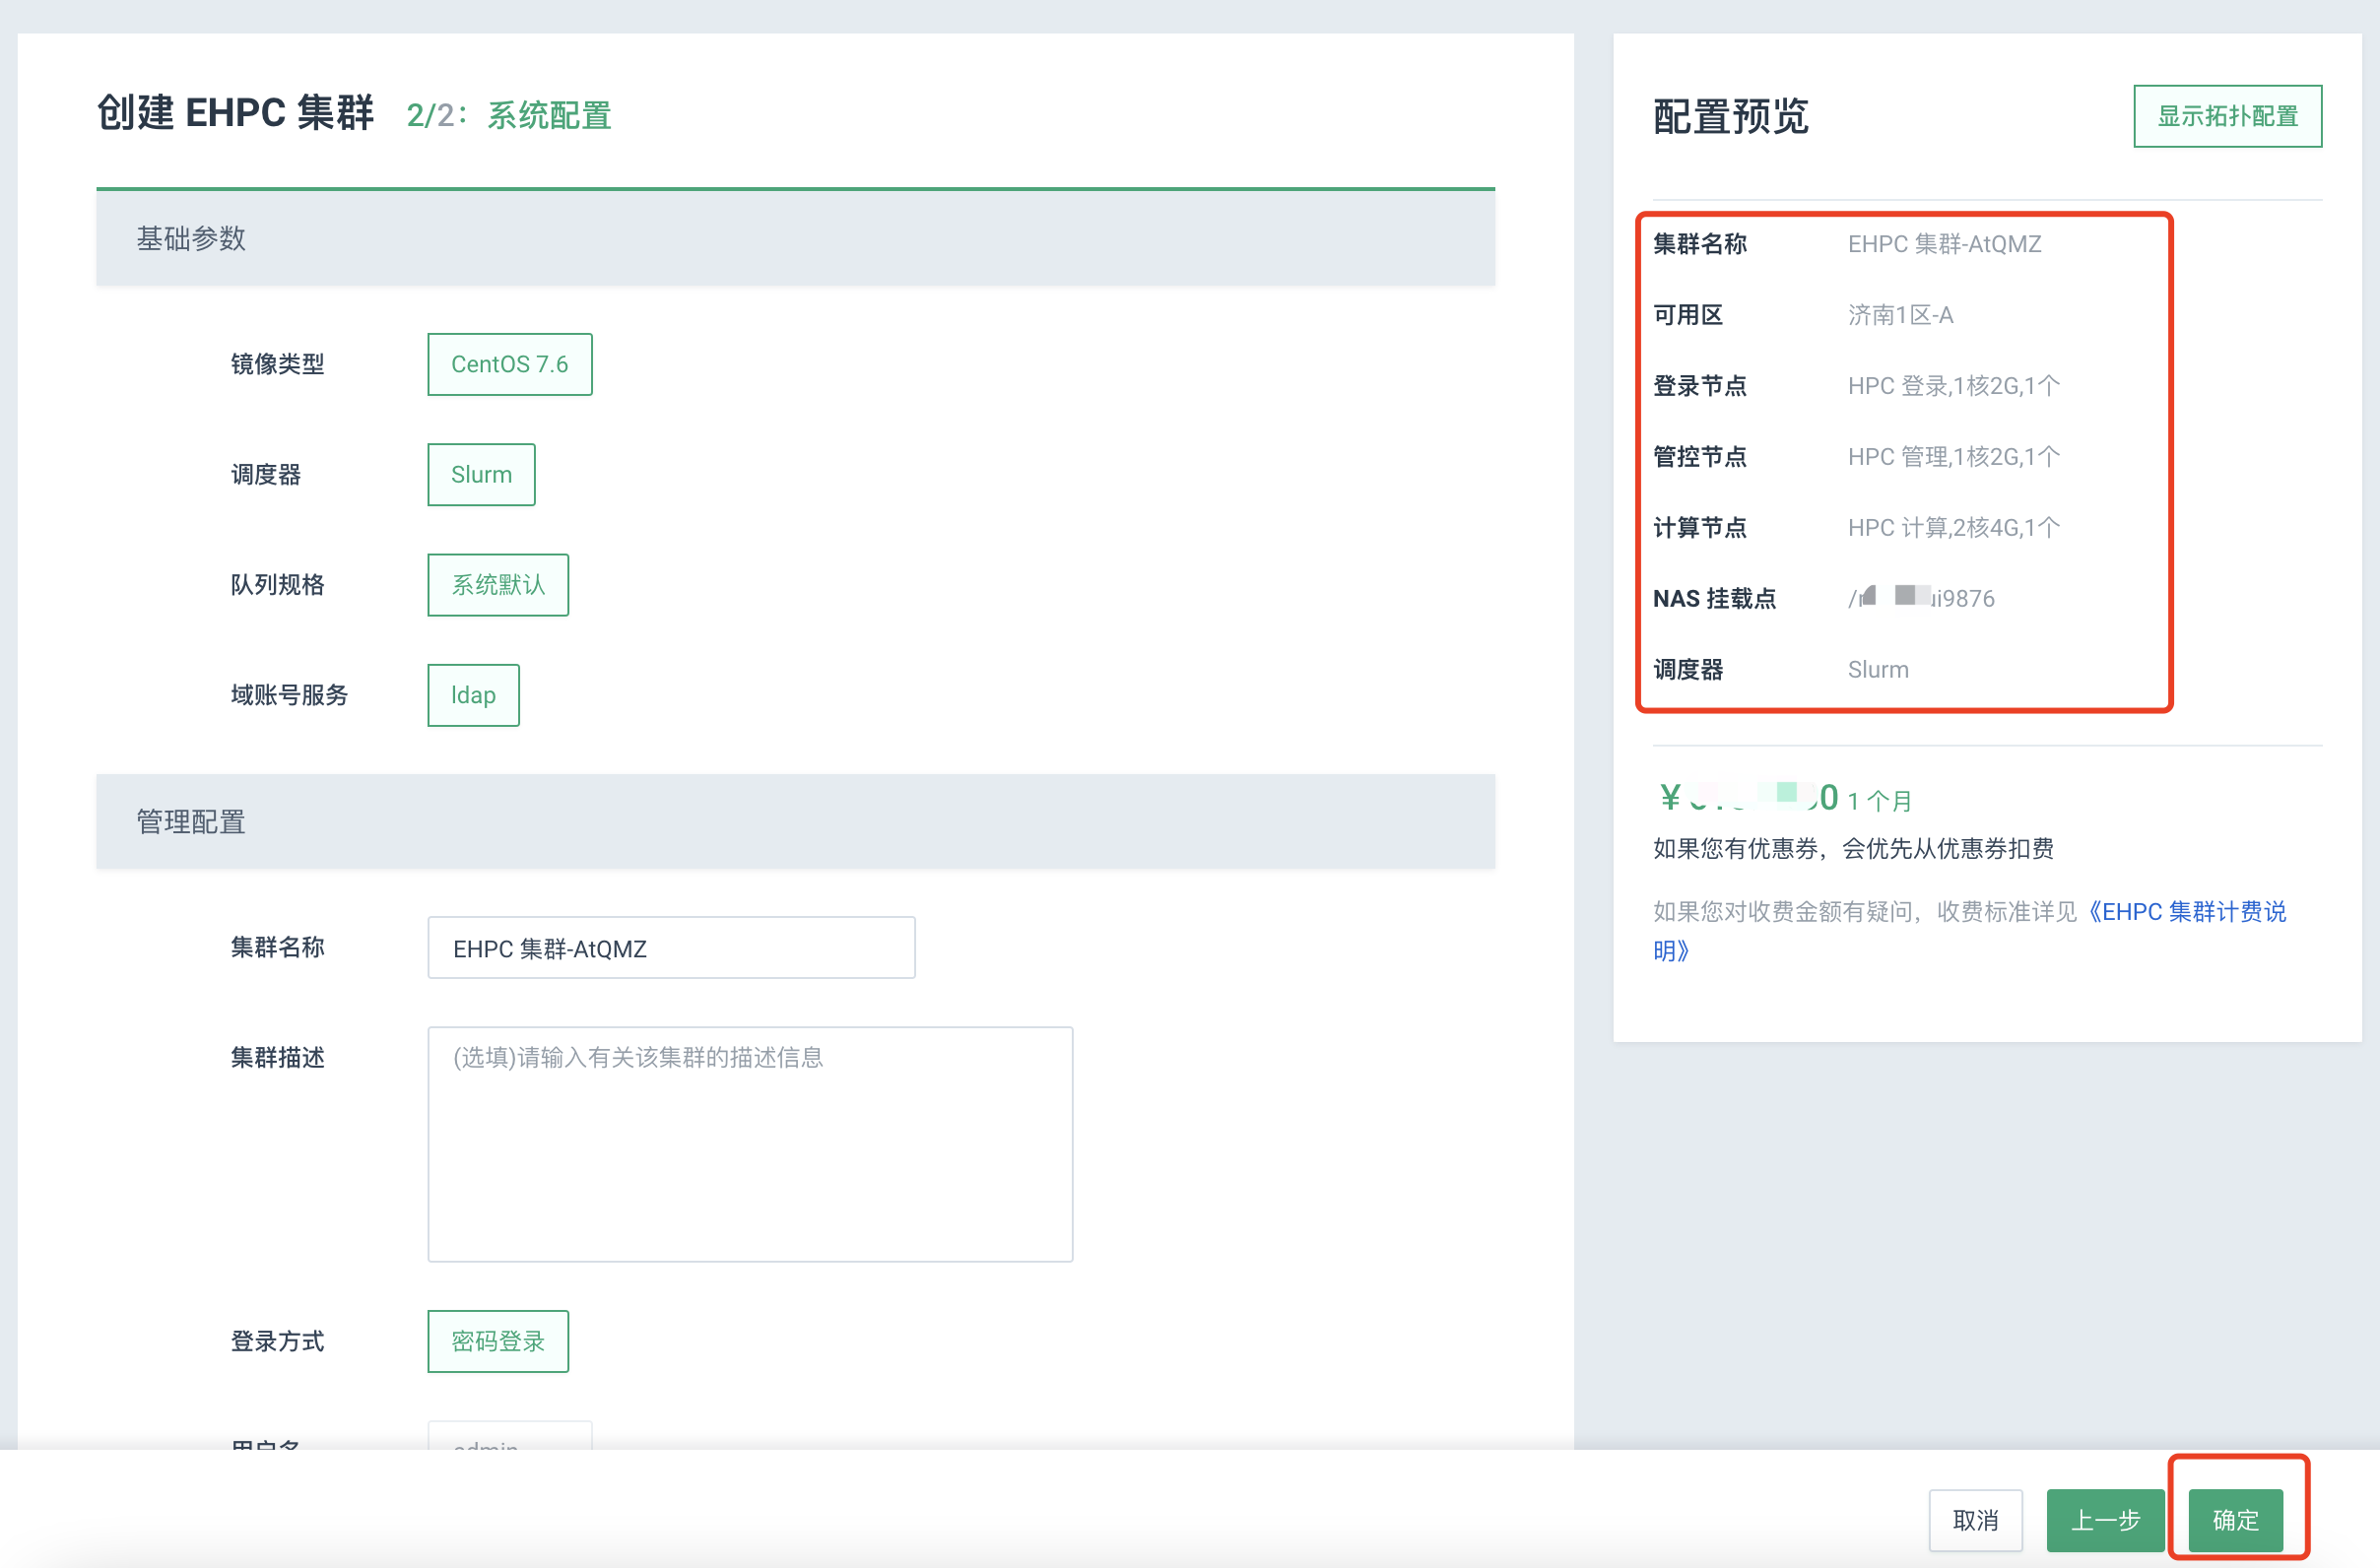 创建 EHPC 集群 2/2：系统配置
基础参数
镜像类型 CentOS 7.6
调度器 Slurm
队列规格 系统默认
域账号服务 ldap
管理配置
集群名称 EHPC 集群-AtQMZ
集群描述 (选填)请输入有关该集群的描述信息
登录方式 密码登录
用户名 admin
配置预览 显示拓扑配置
集群名称 EHPC 集群-AtQMZ
可用区 济南1区-A
登录节点 HPC 登录,1核2G,1个
管控节点 HPC 管理,1核2G,1个
计算节点 HPC 计算,2核4G,1个
NAS 挂载点
调度器 Slurm
¥ 1 个月
如果您有优惠券，会优先从优惠券扣费
如果您对收费金额有疑问，收费标准详见《EHPC 集群计费说
明》
取消 上一步 确定